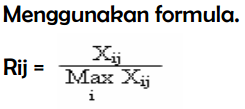 Menggunakan formula.
Xij
Rij = 
Max Xij
i